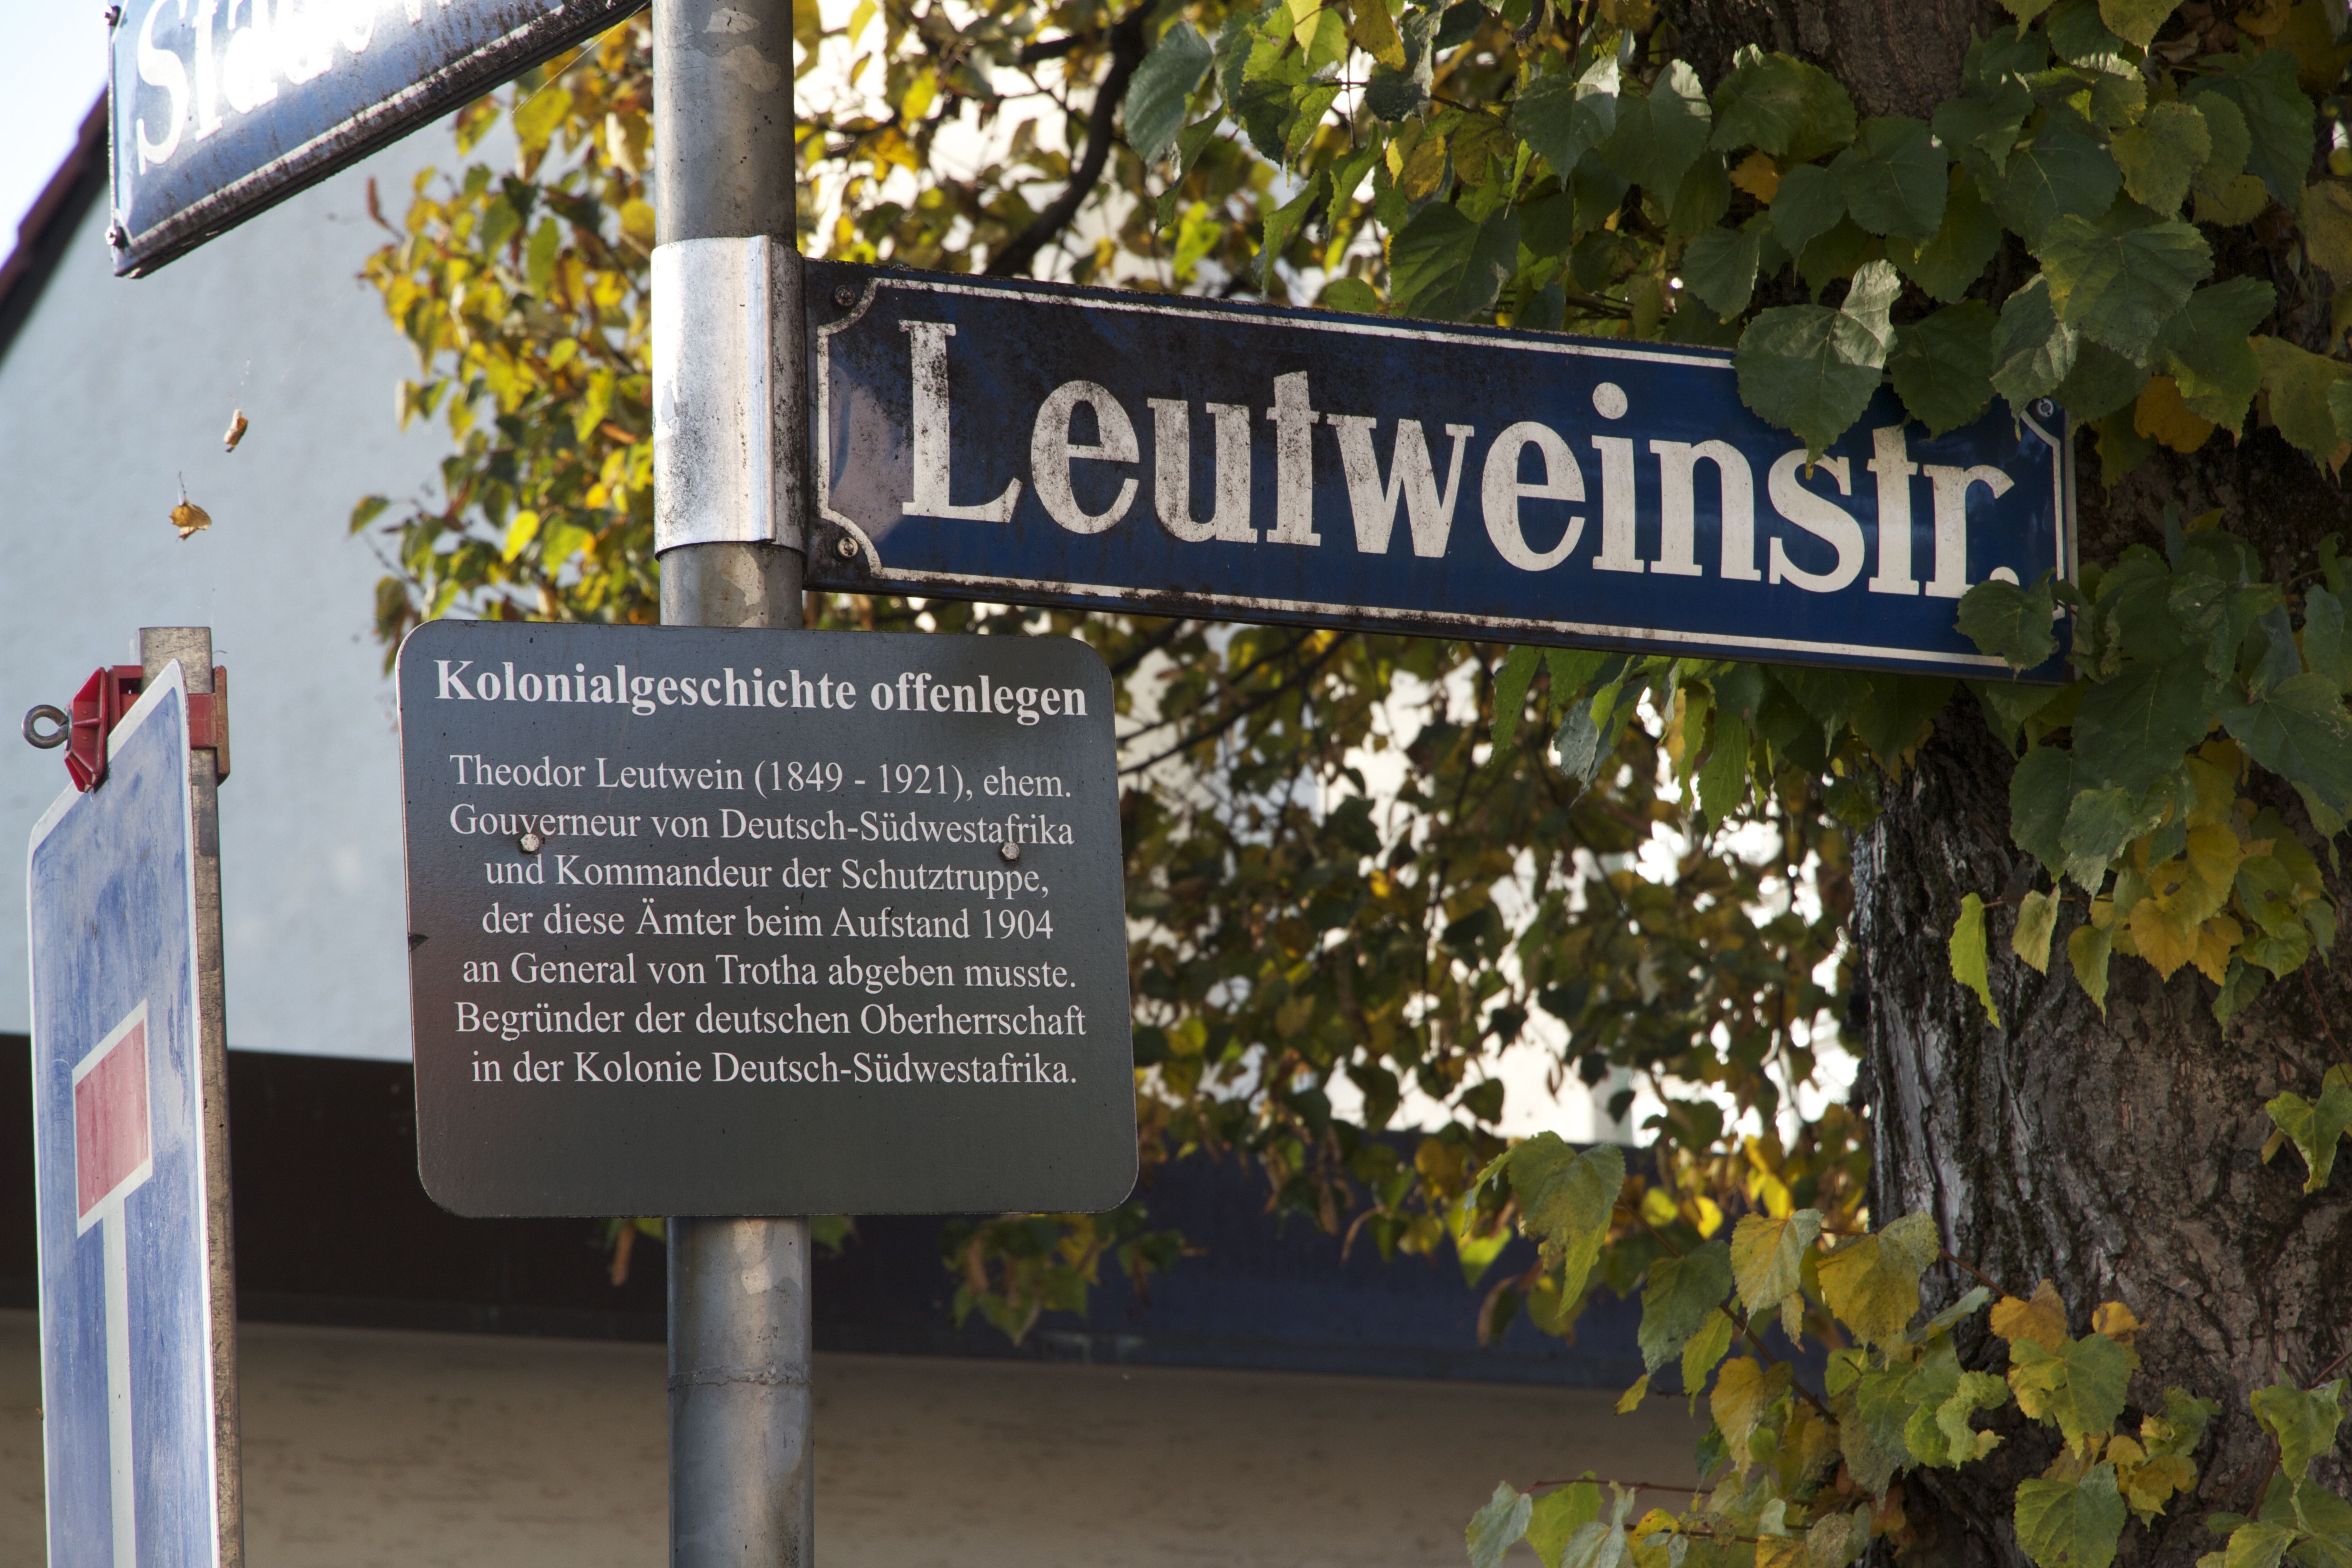 Leutweinstr.
Kolonialgeschichte offenlegen
Theodor Leutwein (1849 - 1921), ehem.
Gouverneur von Deutsch-Südwestafrika
und Kommandeur der Schutztruppe,
der diese Ämter beim Aufstand 1904
an General von Trotha abgeben musste.
Begründer der deutschen Oberherrschaft
in der Kolonie Deutsch-Südwestafrika.